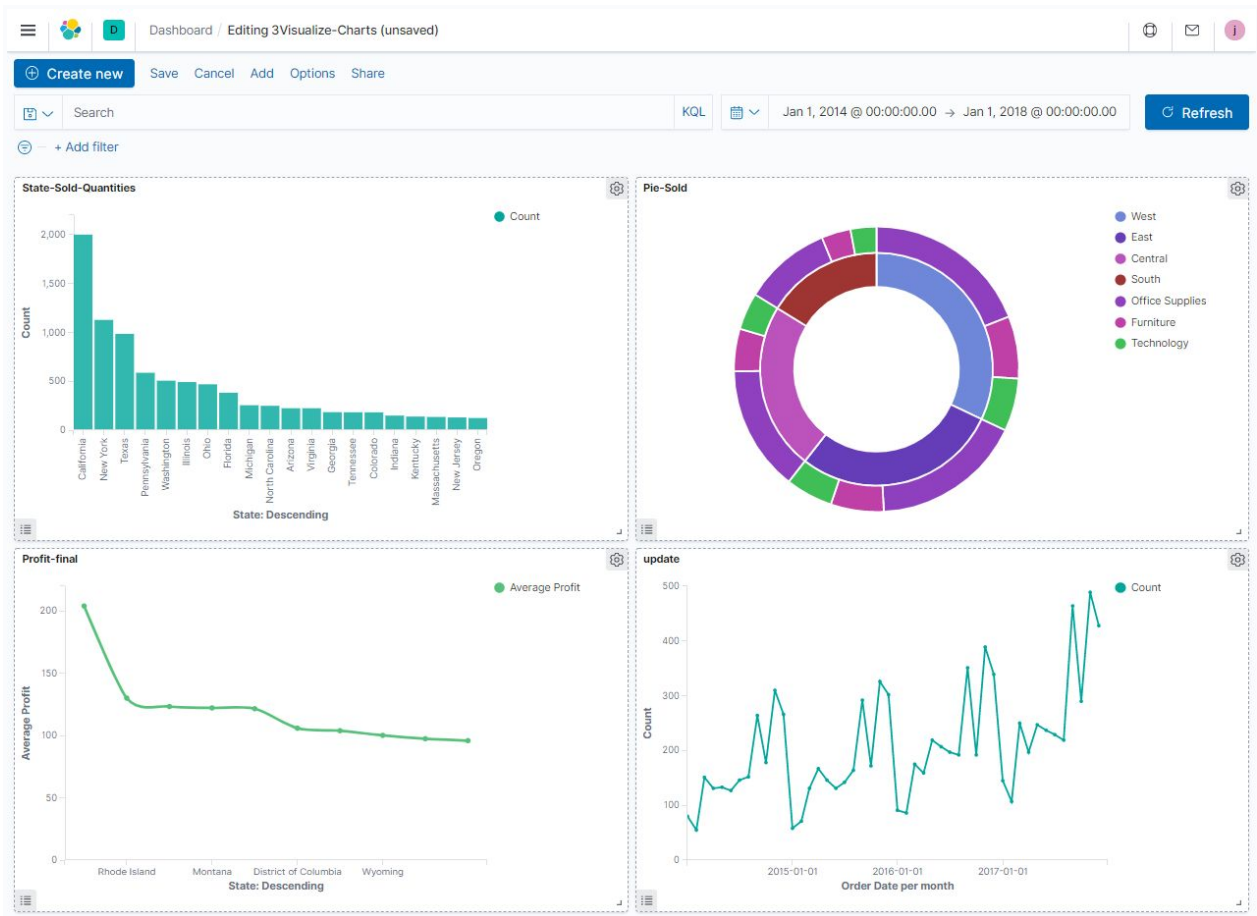 D Dashboard / Editing 3Visualize-Charts (unsaved) j
Create new Save Cancel Add Options Share
Search KQL Jan 1, 2014 @ 00:00:00.00 → Jan 1, 2018 @ 00:00:00.00 Refresh
+ Add filter
State-Sold-Quantities
Count
2,000
1,500
1,000
500
0
Count
California
New York
Texas
Pennsylvania
Washington
Illinois
Ohio
Florida
Michigan
North Carolina
Arizona
Virginia
Georgia
Tennessee
Colorado
Indiana
Kentucky
Massachusetts
New Jersey
Oregon
State: Descending
Pie-Sold
West
East
Central
South
Office Supplies
Furniture
Technology
Profit-final
Average Profit
200
150
100
50
0
Average Profit
Rhode Island Montana District of Columbia Wyoming
State: Descending
update
Count
500
400
300
200
100
0
Count
2015-01-01 2016-01-01 2017-01-01
Order Date per month